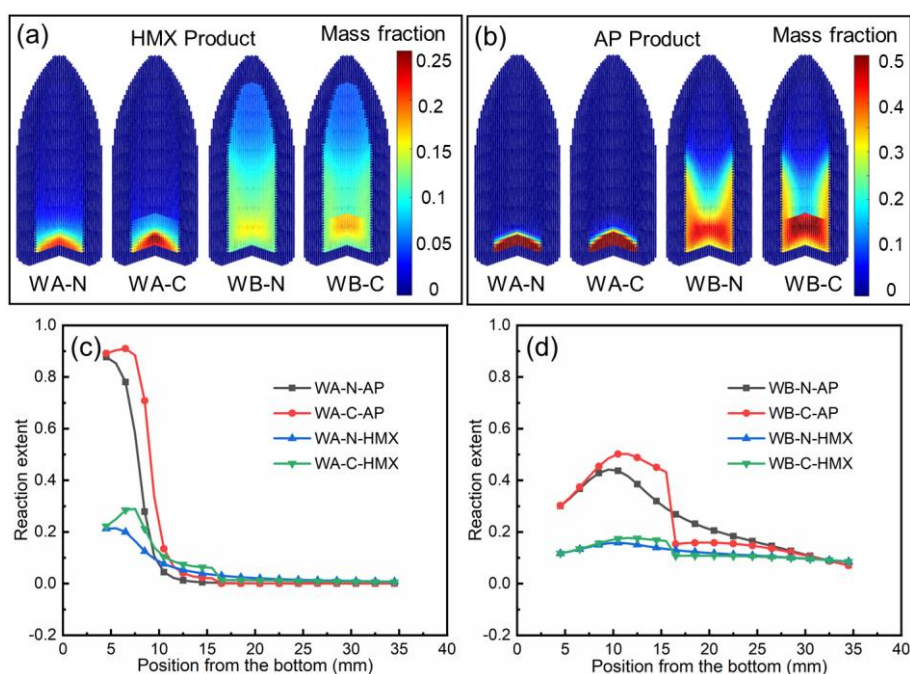 (a) HMX Product Mass fraction
0.25
0.20
0.15
0.10
0.05
0
WA-N WA-C WB-N WB-C
(b) AP Product Mass fraction
0.5
0.4
0.3
0.2
0.1
0
WA-N WA-C WB-N WB-C
(c)
Reaction extent
1.0
0.8
0.6
0.4
0.2
0.0
-0.2
WA-N-AP
WA-C-AP
WA-N-HMX
WA-C-HMX
0 5 10 15 20 25 30 35 40
Position from the bottom (mm)
(d)
Reaction extent
1.0
0.8
0.6
0.4
0.2
0.0
-0.2
WB-N-AP
WB-C-AP
WB-N-HMX
WB-C-HMX
0 5 10 15 20 25 30 35 40
Position from the bottom (mm)